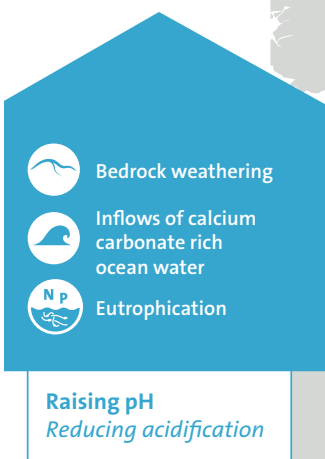 Bedrock weathering
Inflows of calcium
carbonate rich
ocean water
N P
Eutrophication
Raising pH
Reducing acidification